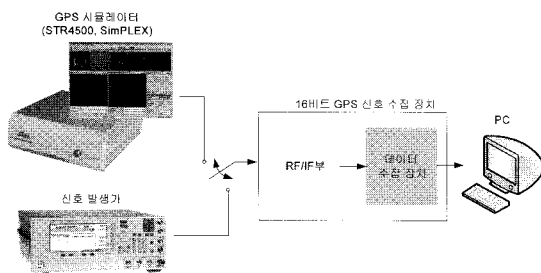 GPS 시뮬레이터
(STR4500, SimPLEX)
16비트 GPS 신호 수집 장치
PC
RF/IF부
데이터
수집 장치
신호 발생기